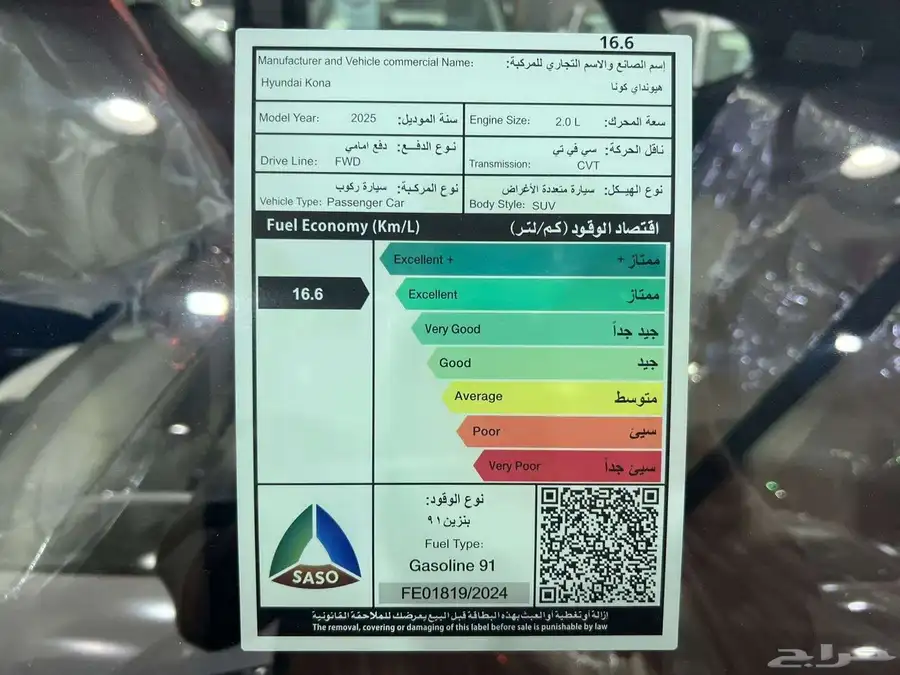 16.6
Manufacturer and Vehicle commercial Name: إسم الصانع والاسم التجاري للمركبة:
Hyundai Kona هيونداي كونا
Model Year: 2025 سنة الموديل:
Engine Size: 2.0 L سعة المحرك:
نوع الدفع: دفع امامي
Drive Line: FWD
ناقل الحركة: سي في تي
Transmission: CVT
نوع المركبة: سيارة ركوب
Vehicle Type: Passenger Car
نوع الهيكل: سيارة متعددة الأغراض
Body Style: SUV
Fuel Economy (Km/L) اقتصاد الوقود (كم/لتر)
Excellent + ممتاز +
16.6
Excellent ممتاز
Very Good جيد جداً
Good جيد
Average متوسط
Poor سيئ
Very Poor سيئ جداً
SASO
نوع الوقود:
بنزين ٩١
Fuel Type:
Gasoline 91
FE01819/2024
إزالة أو تغطية أو العبث بهذه البطاقة قبل البيع يعرضك للملاحقة القانونية
The removal, covering or damaging of this label before sale is punishable by law
حراج